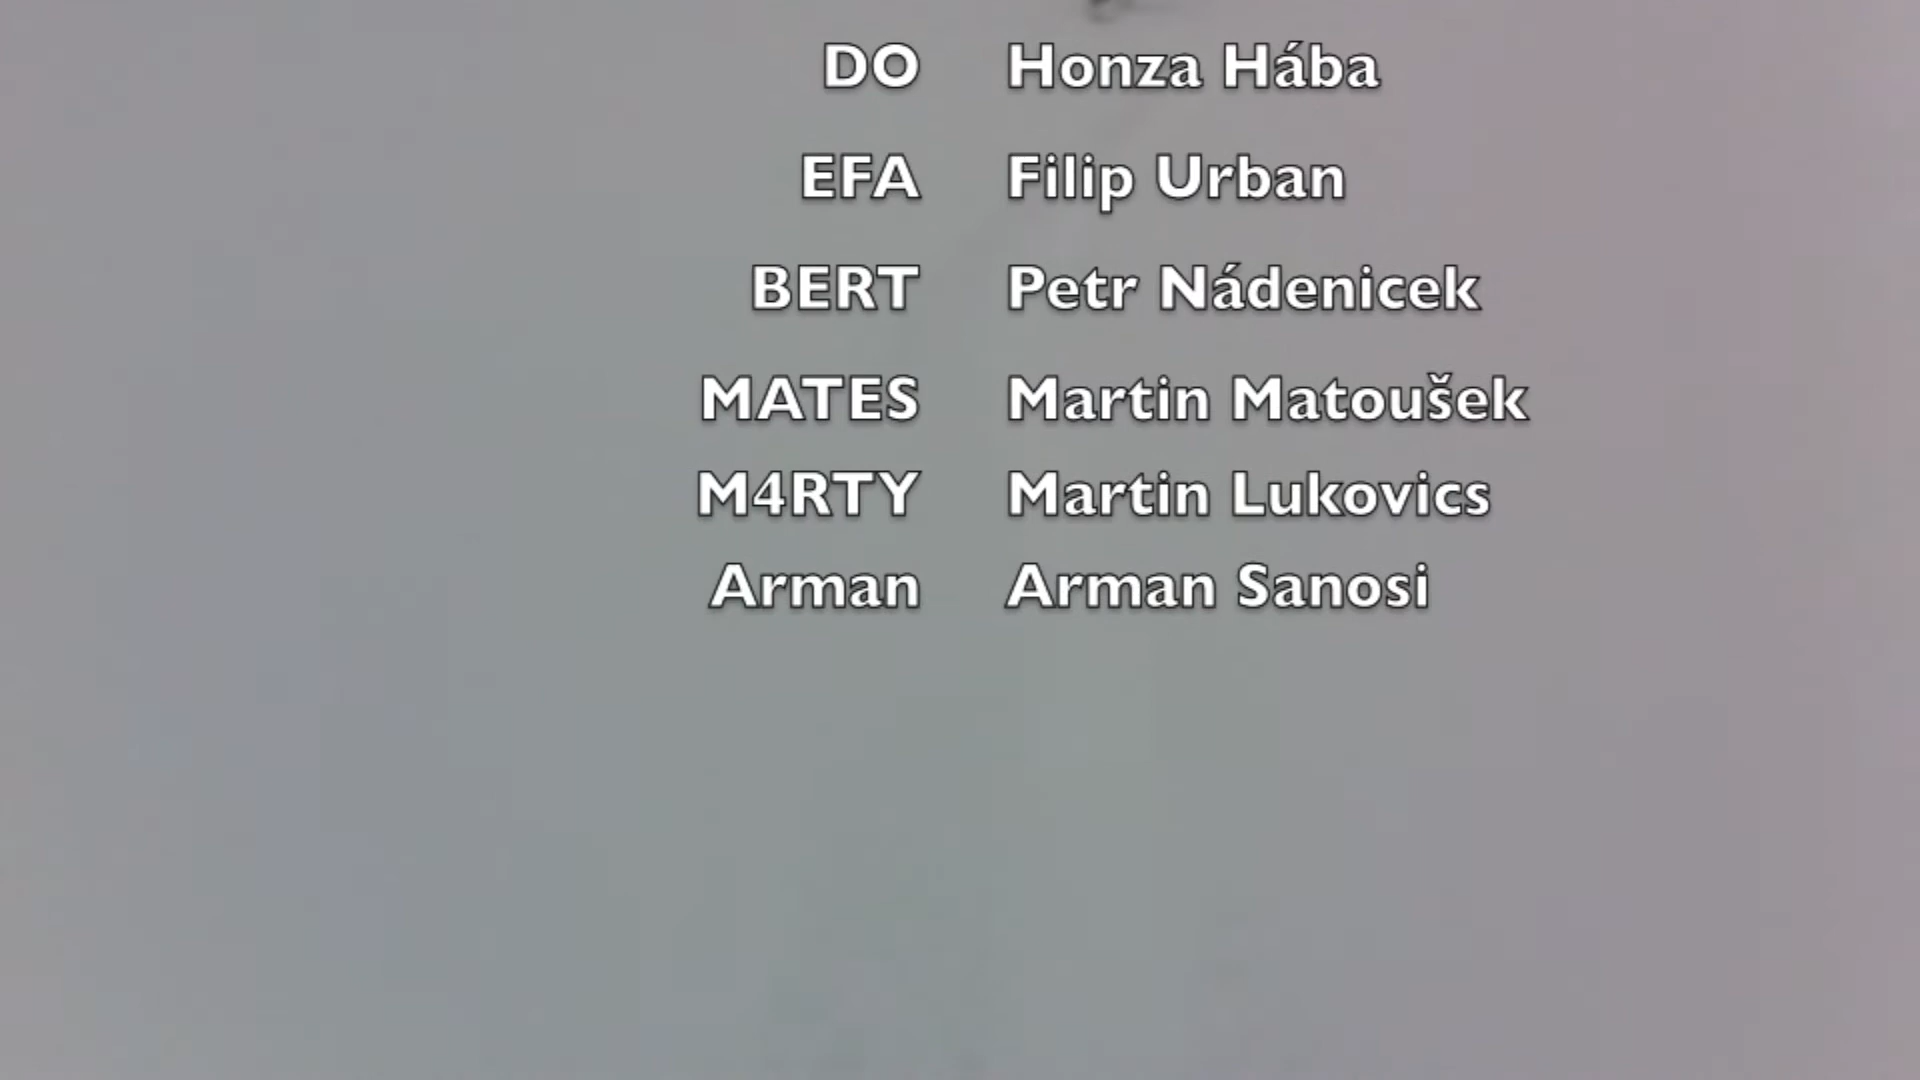 DO Honza Hába
EFA Filip Urban
BERT Petr Nádenicek
MATES Martin Matoušek
M4RTY Martin Lukovics
Arman Arman Sanosi